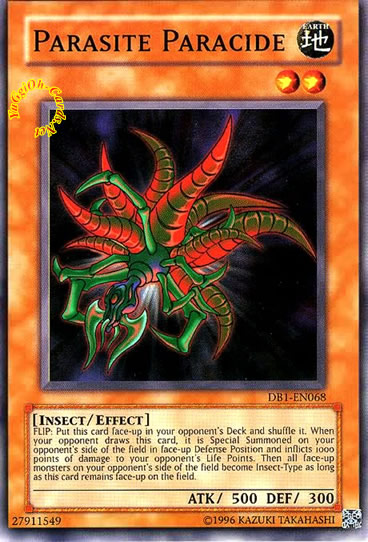 PARASITE PARACIDE
EARTH
地
YuGgiOh-Cards.Net
DB1-EN068
[INSECT/EFFECT]
FLIP: Put this card face-up in your opponent's Deck and shuffle it. When
your opponent draws this card, it is Special Summoned on your
opponent's side of the field in face-up Defense Position and inflicts 1000
points of damage to your opponent's Life Points. Then all face-up
monsters on your opponent's side of the field become Insect-Type as long
as this card remains face-up on the field.
ATK/ 500 DEF/ 300
27911549
©1996 KAZUKI TAKAHASHI